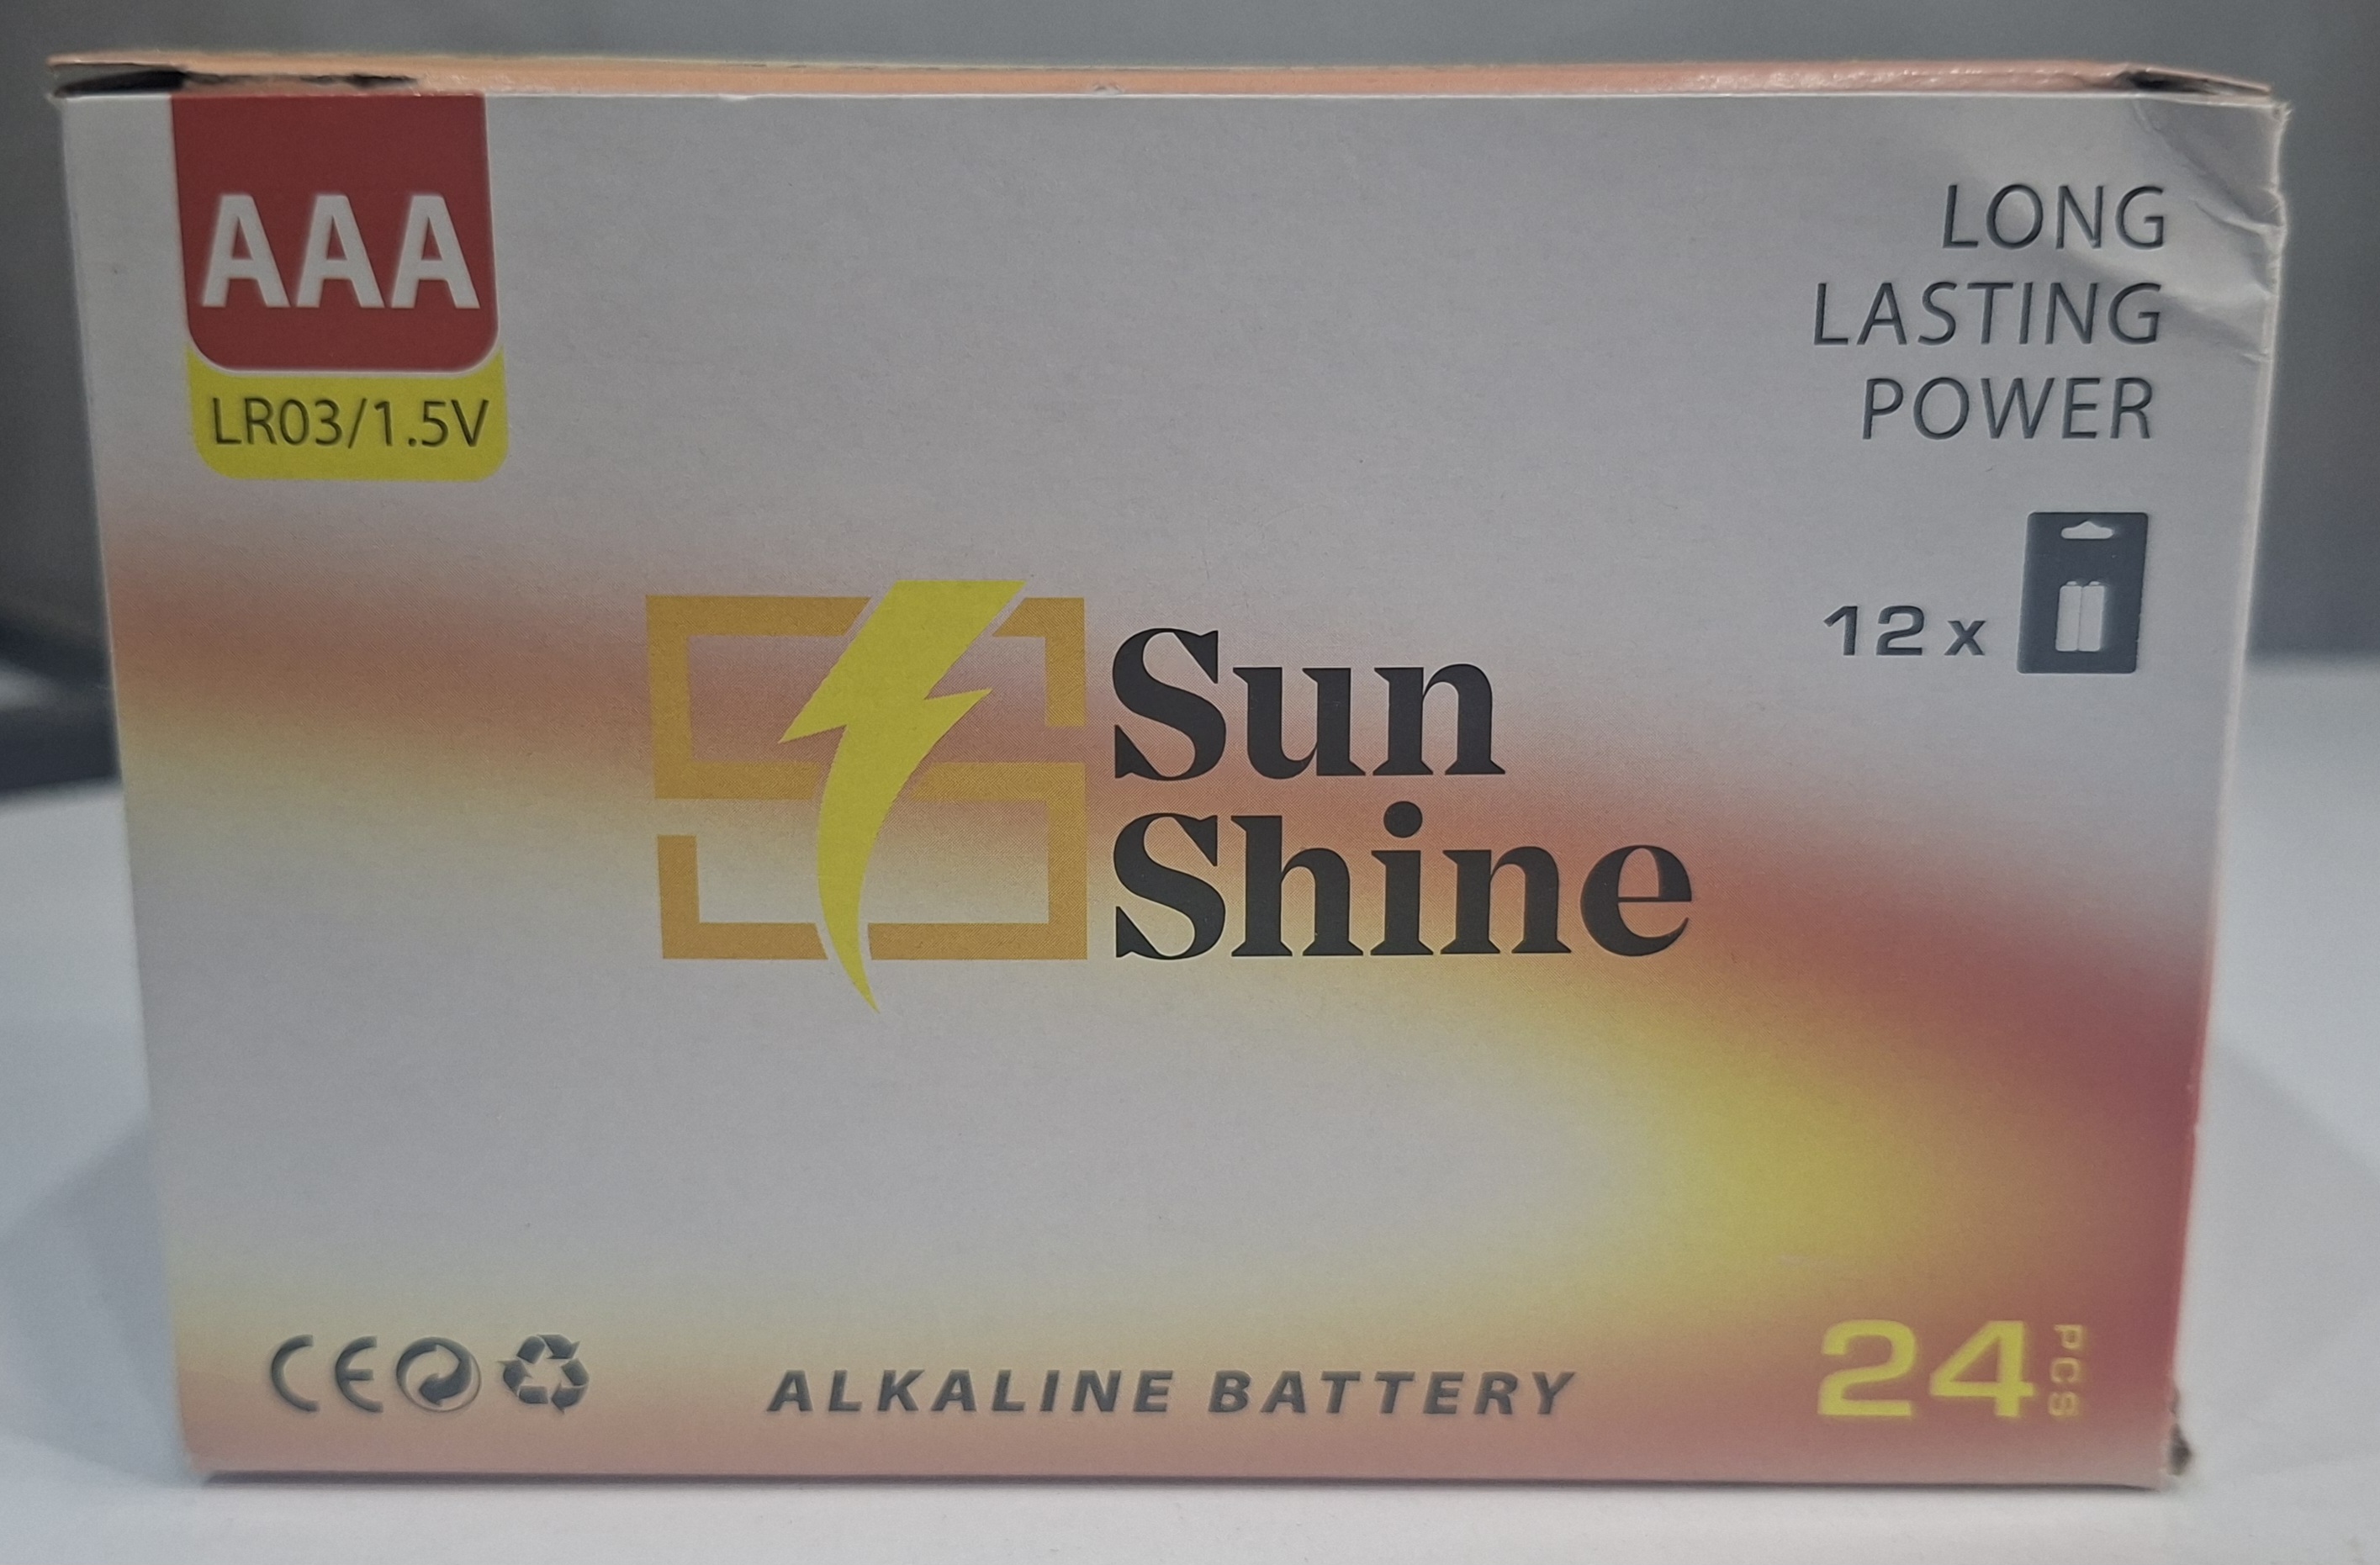 AAA
LR03/1.5V
LONG
LASTING
POWER
12 x
Sun
Shine
CE
ALKALINE BATTERY
24 PCS